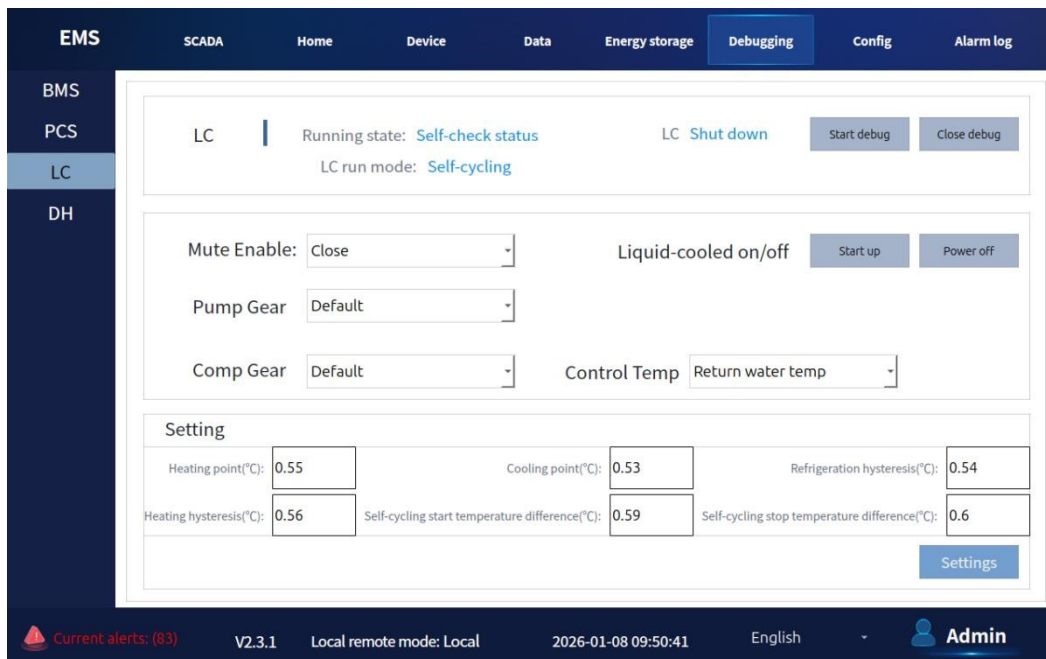 EMS SCADA Home Device Data Energy storage Debugging Config Alarm log
BMS
PCS
LC
DH
LC Running state: Self-check status LC Shut down Start debug Close debug
LC run mode: Self-cycling
Mute Enable: Close Liquid-cooled on/off Start up Power off
Pump Gear Default
Comp Gear Default Control Temp Return water temp
Setting
Heating point(°C): 0.55 Cooling point(°C): 0.53 Refrigeration hysteresis(°C): 0.54
Heating hysteresis(°C): 0.56 Self-cycling start temperature difference(°C): 0.59 Self-cycling stop temperature difference(°C): 0.6
Settings
Current alerts: (83) V2.3.1 Local remote mode: Local 2026-01-08 09:50:41 English Admin